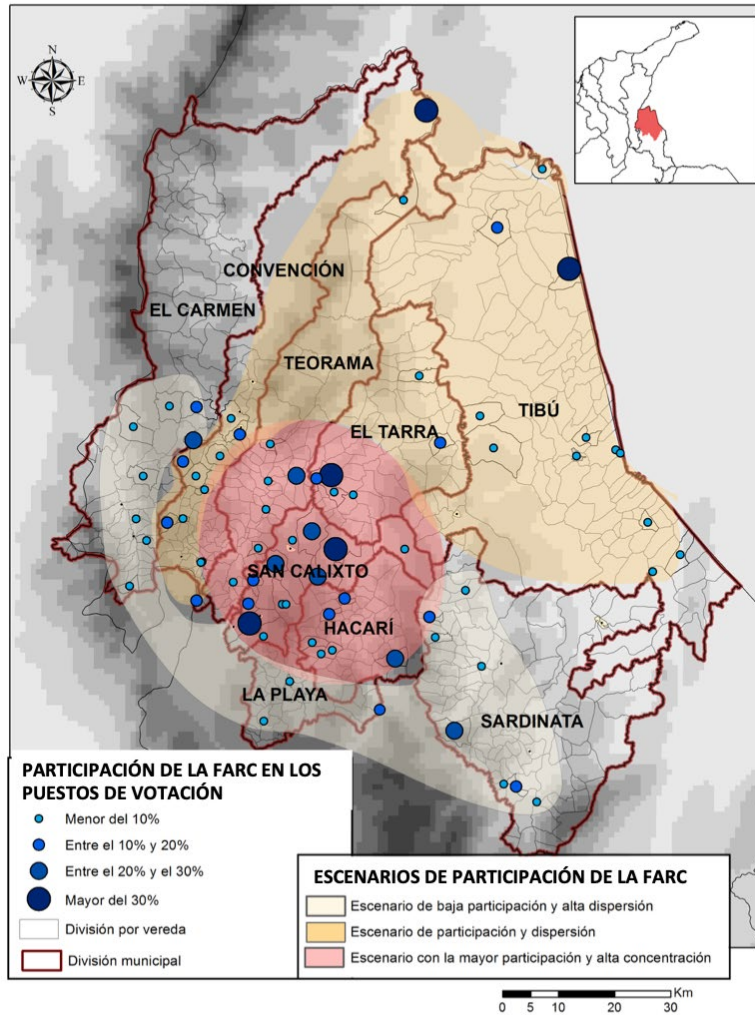 N
W E
S
CONVENCIÓN
EL CARMEN
TEORAMA
TIBÚ
EL TARRA
SAN CALIXTO
HACARÍ
LA PLAYA
SARDINATA
PARTICIPACIÓN DE LA FARC EN LOS
PUESTOS DE VOTACIÓN
Menor del 10%
Entre el 10% y 20%
Entre el 20% y el 30%
Mayor del 30%
División por vereda
División municipal
ESCENARIOS DE PARTICIPACIÓN DE LA FARC
Escenario de baja participación y alta dispersión
Escenario de participación y dispersión
Escenario con la mayor participación y alta concentración
Km
0 5 10 20 30